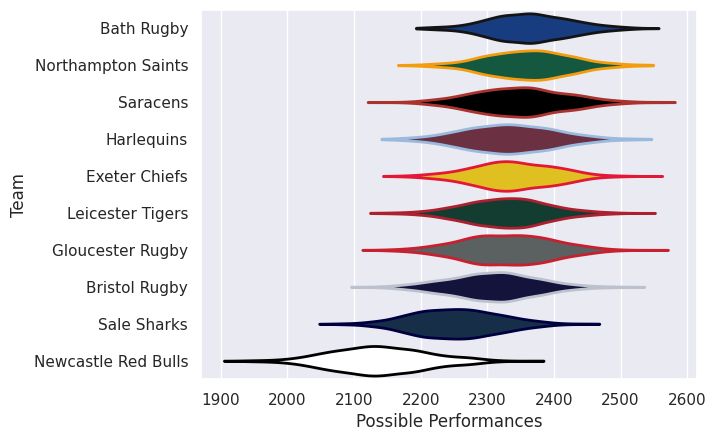 Bath Rugby
Northampton Saints
Saracens
Harlequins
Exeter Chiefs
Leicester Tigers
Gloucester Rugby
Bristol Rugby
Sale Sharks
Newcastle Red Bulls
Team
1900 2000 2100 2200 2300 2400 2500 2600
Possible Performances